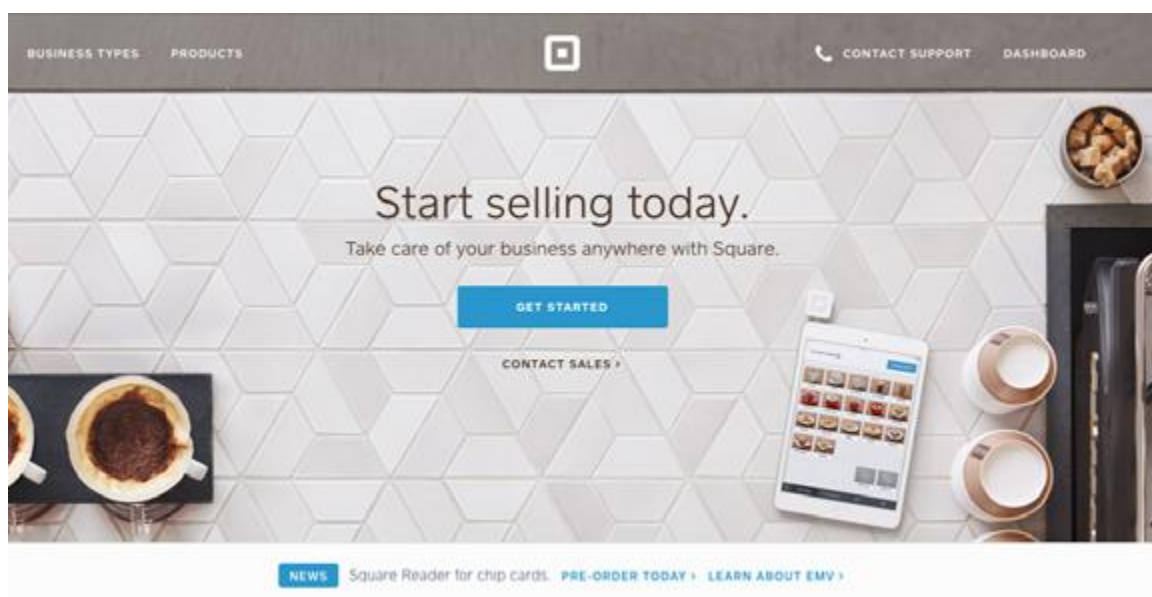 BUSINESS TYPES PRODUCTS CONTACT SUPPORT DASHBOARD
Start selling today.
Take care of your business anywhere with Square.
GET STARTED
CONTACT SALES ›
NEWS Square Reader for chip cards. PRE-ORDER TODAY › LEARN ABOUT EMV ›